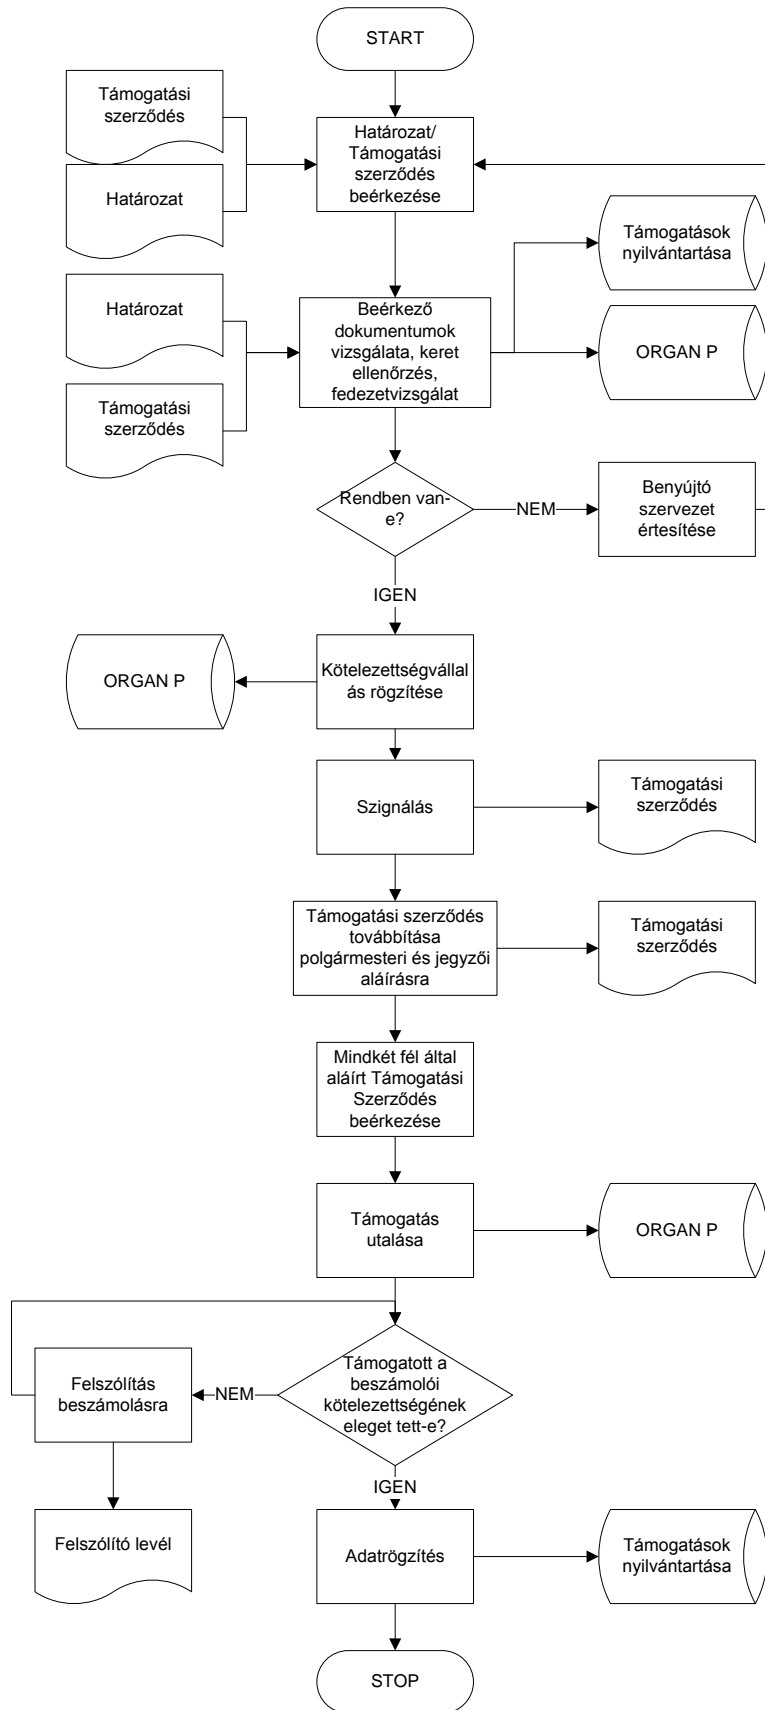 START
Támogatási
szerződés
Határozat/
Támogatási
szerződés
beérkezése
Határozat
Támogatások
nyilvántartása
Határozat
Beérkező
dokumentumok
vizsgálata, keret
ellenőrzés,
fedezetvizsgálat
ORGAN P
Támogatási
szerződés
Rendben van-
e?
NEM
Benyújtó
szervezet
értesítése
IGEN
ORGAN P
Kötelezettségvállal
ás rögzítése
Szignálás
Támogatási
szerződés
Támogatási szerződés
továbbítása
polgármesteri és jegyzői
aláírásra
Támogatási
szerződés
Mindkét fél által
aláírt Támogatási
Szerződés
beérkezése
Támogatás
utalása
ORGAN P
Támogatott a
beszámolói
kötelezettségének
eleget tett-e?
NEM
Felszólítás
beszámolásra
IGEN
Felszólító levél
Adatrögzítés
Támogatások
nyilvántartása
STOP